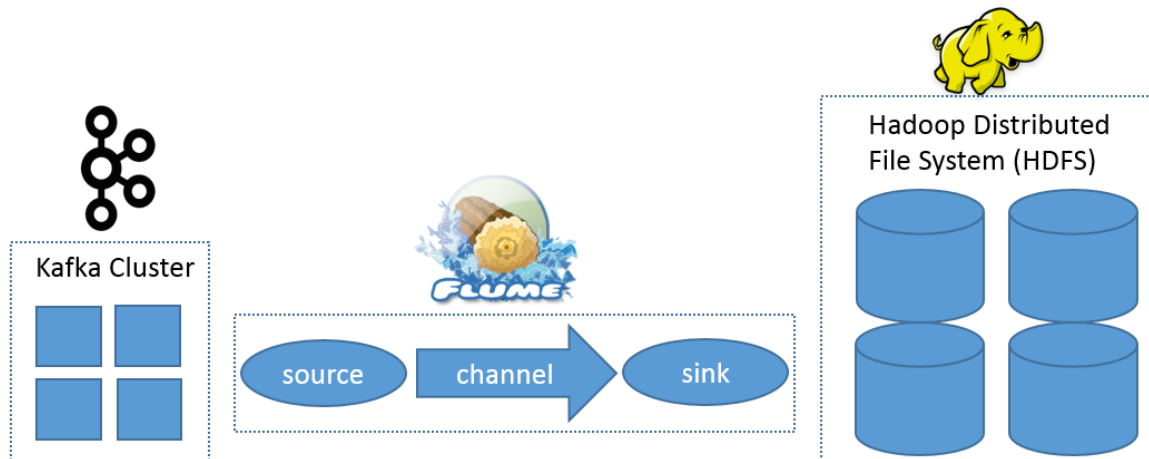 Hadoop Distributed
File System (HDFS)
Kafka Cluster
FLUME
source
channel
sink